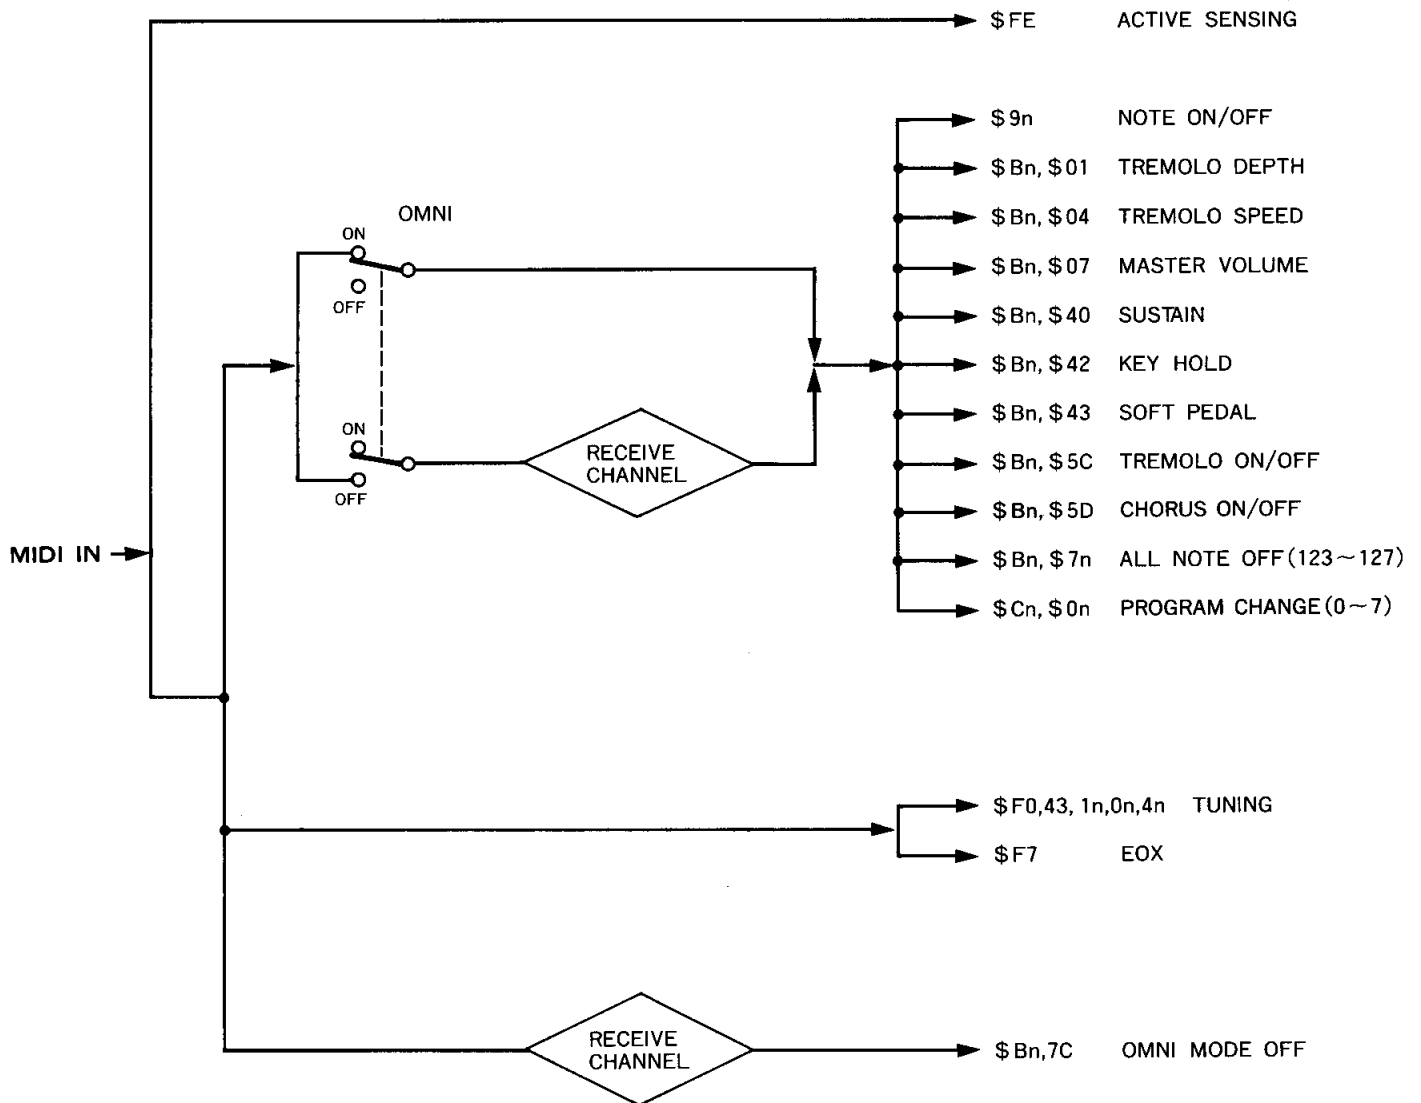 $FE ACTIVE SENSING
$9n NOTE ON/OFF
$Bn,$01 TREMOLO DEPTH
$Bn,$04 TREMOLO SPEED
$Bn,$07 MASTER VOLUME
$Bn,$40 SUSTAIN
$Bn,$42 KEY HOLD
$Bn,$43 SOFT PEDAL
$Bn,$5C TREMOLO ON/OFF
$Bn,$5D CHORUS ON/OFF
$Bn,$7n ALL NOTE OFF(123~127)
$Cn,$0n PROGRAM CHANGE(0~7)
OMNI
ON
OFF
ON
OFF
RECEIVE
CHANNEL
MIDI IN
$F0,43,1n,0n,4n TUNING
$F7 EOX
RECEIVE
CHANNEL
$Bn,7C OMNI MODE OFF